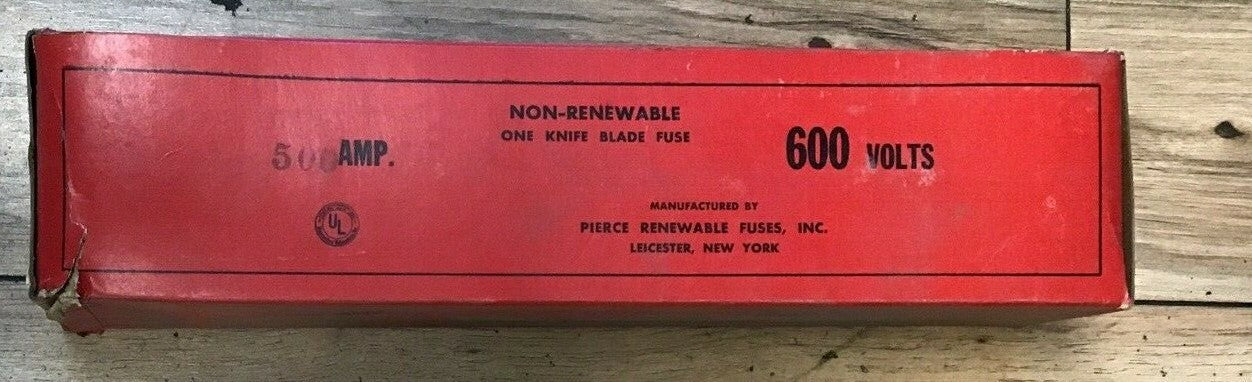 NON-RENEWABLE
ONE KNIFE BLADE FUSE
500 AMP.
600 VOLTS
UL
MANUFACTURED BY
PIERCE RENEWABLE FUSES, INC.
LEICESTER, NEW YORK